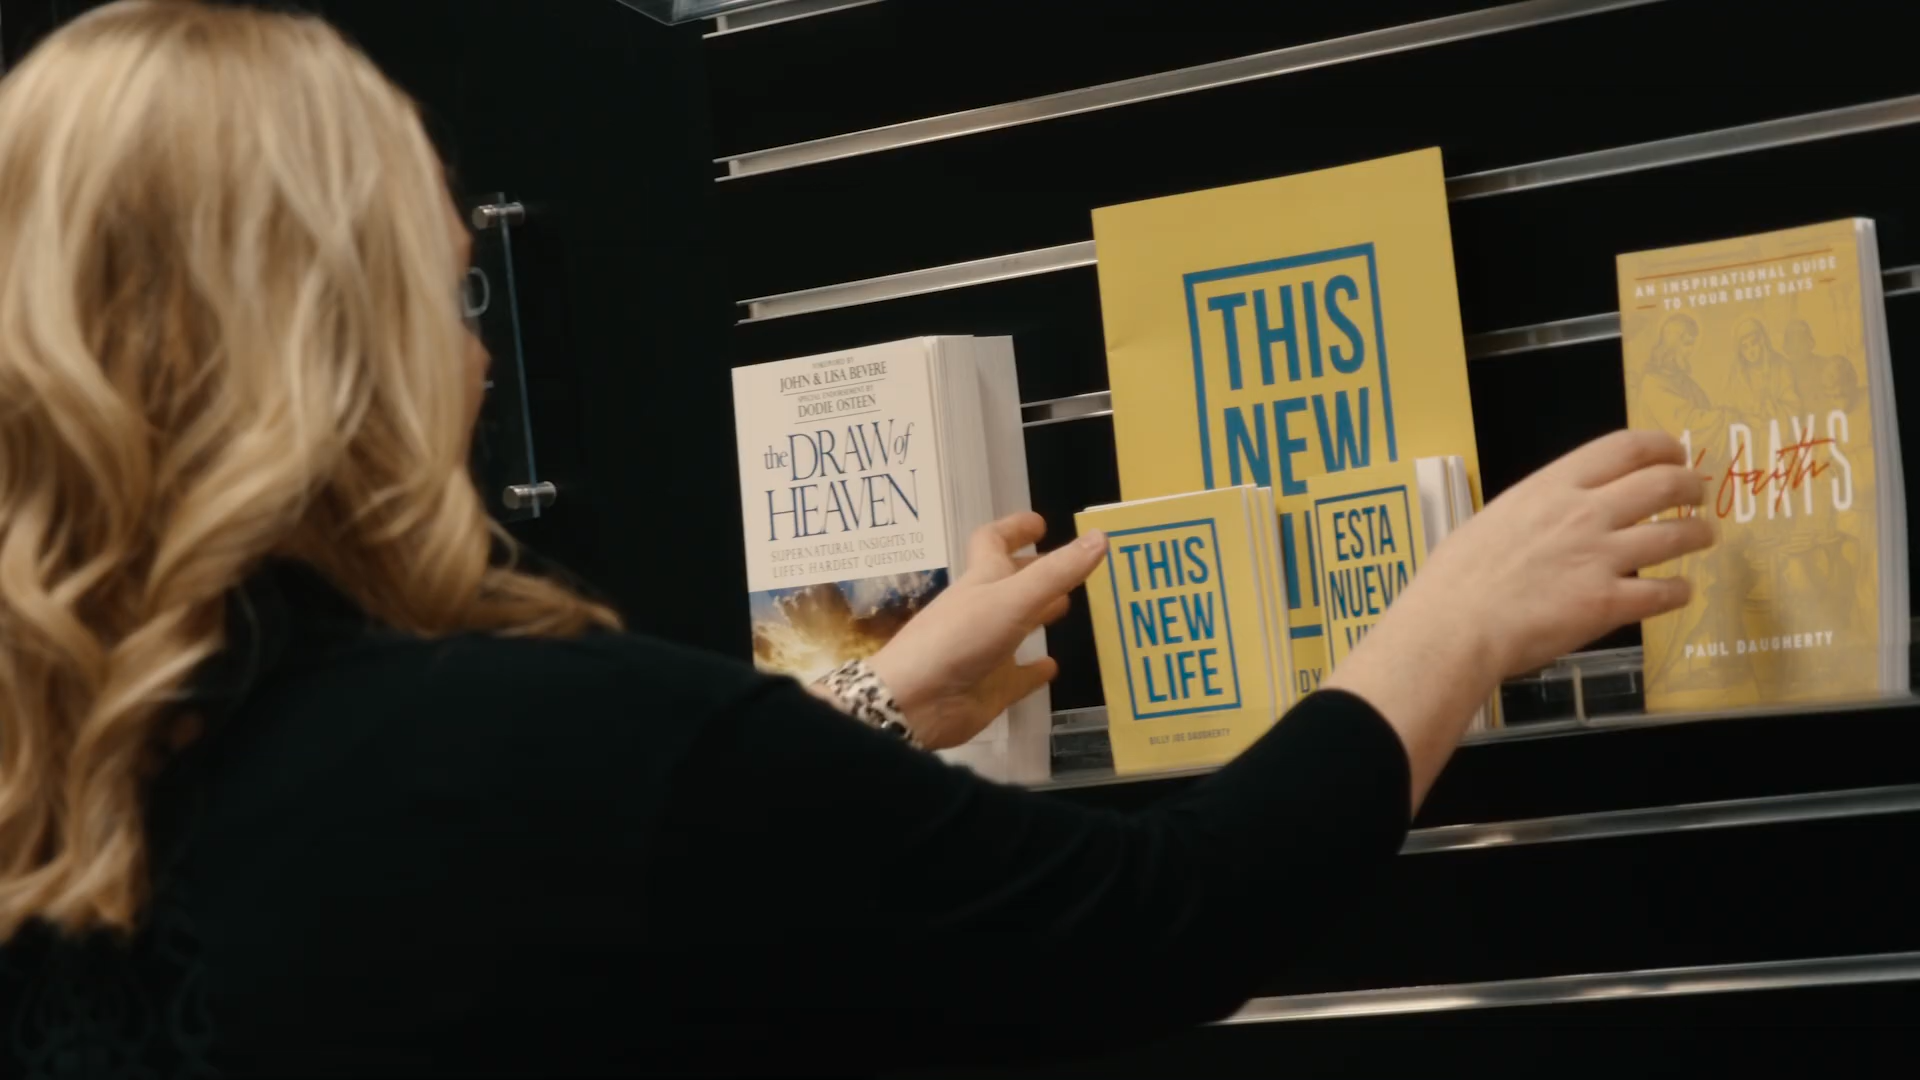 FOREWORD BY
JOHN & LISA BEVERE
SPECIAL ENDORSEMENT BY
DODIE OSTEEN
the DRAW of
HEAVEN
SUPERNATURAL INSIGHTS TO
LIFE'S HARDEST QUESTIONS
THIS
NEW
THIS
NEW
LIFE
BILLY JOE DAUGHERTY
ESTA
NUEVA
AN INSPIRATIONAL GUIDE
TO YOUR BEST DAYS
DAYS
of faith
PAUL DAUGHERTY